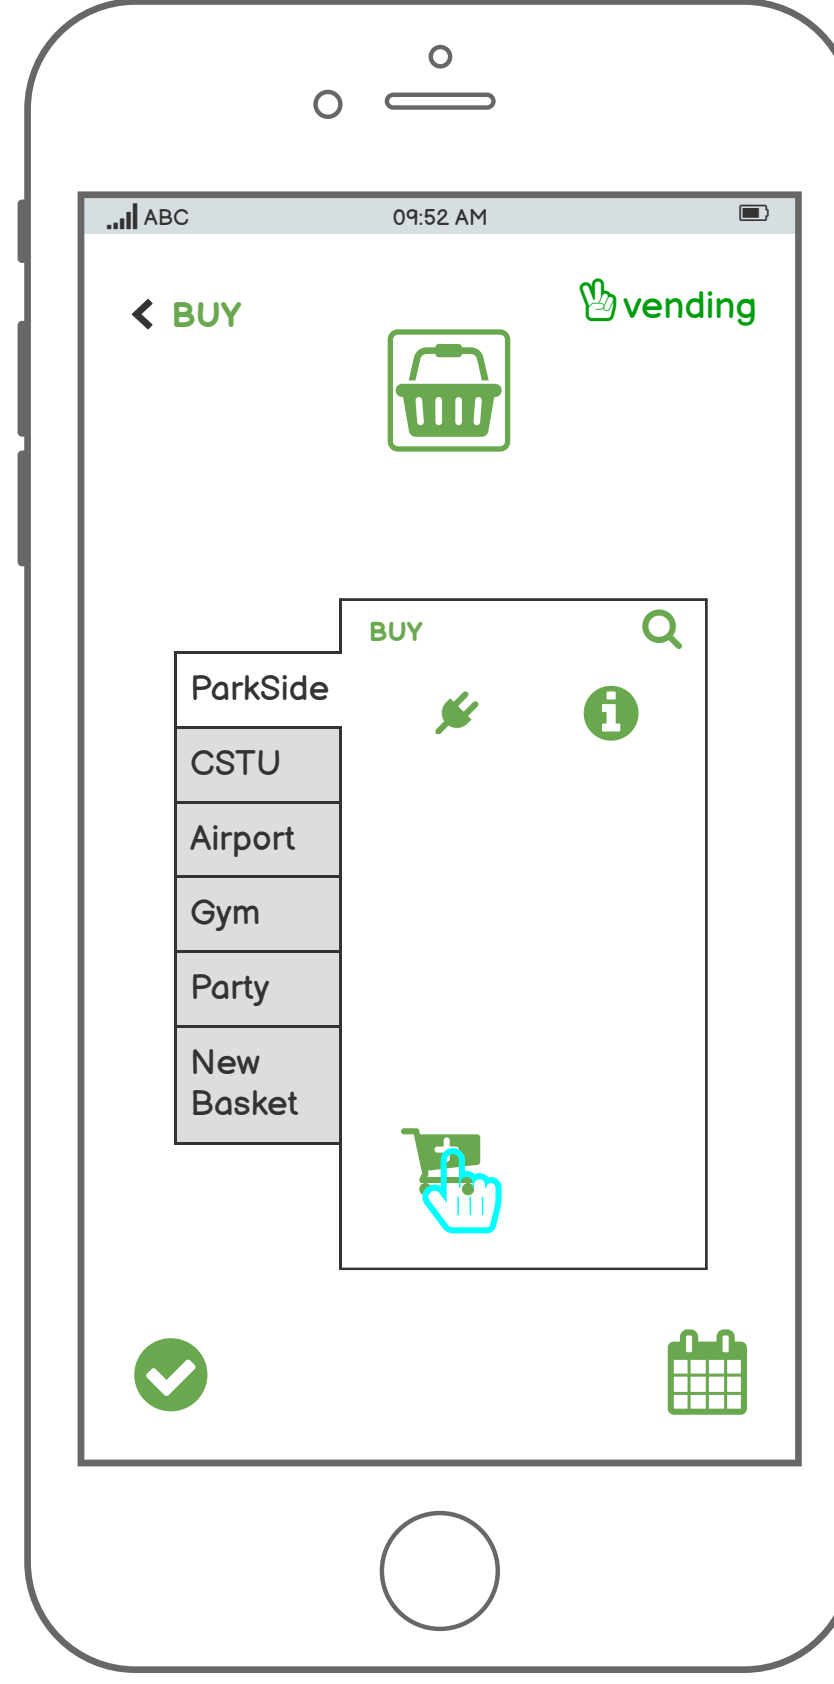 ABC 09:52 AM
BUY
vending
BUY
ParkSide
CSTU
Airport
Gym
Party
New
Basket